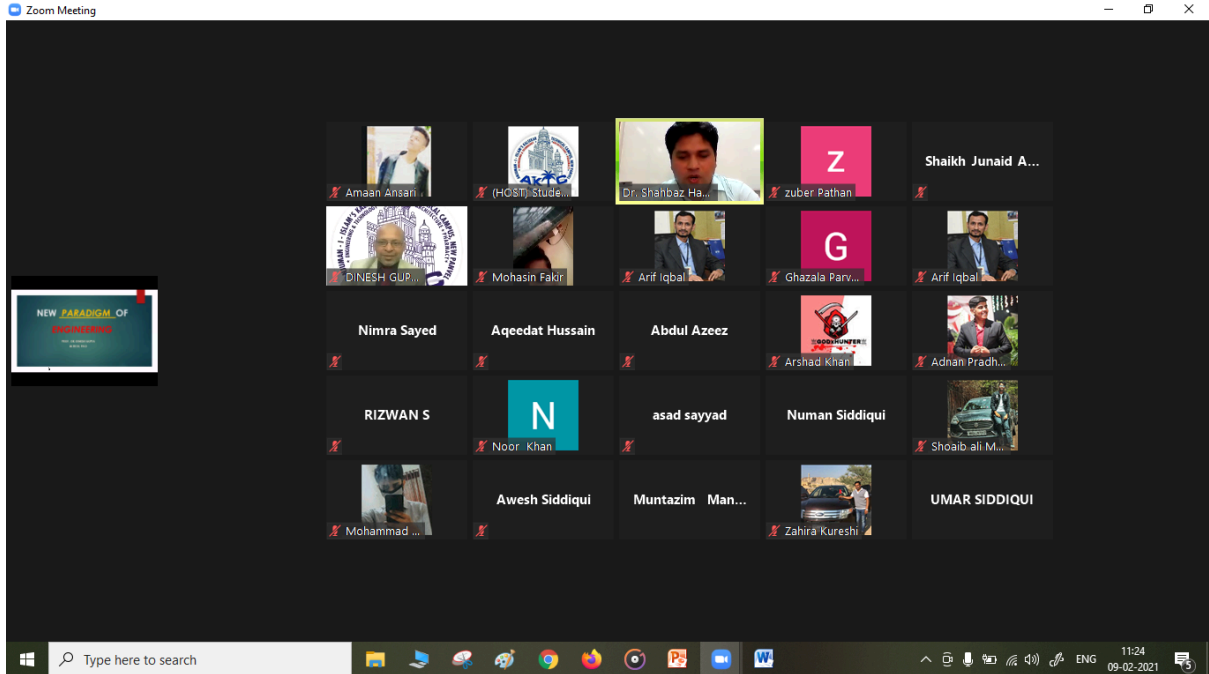 Zoom Meeting
NEW PARADIGM OF
ENGINEERING
Amaan Ansari
AKTC
(HOST) Stude...
Dr. Shahbaz Ha...
Z
zuber Pathan
Shaikh Junaid A...
DINESH GUP...
Mohasin Fakir
Arif Iqbal
G
Ghazala Parv...
Arif Iqbal
Nimra Sayed
Aqeedat Hussain
Abdul Azeez
GODxHUNTER
Arshad Khan
Adnan Pradh...
RIZWAN S
N
Noor Khan
asad sayyad
Numan Siddiqui
Shoaib ali M...
Mohammad ...
Awesh Siddiqui
Muntazim Man...
Zahira Kureshi
UMAR SIDDIQUI
Type here to search
ENG
11:24
09-02-2021
5